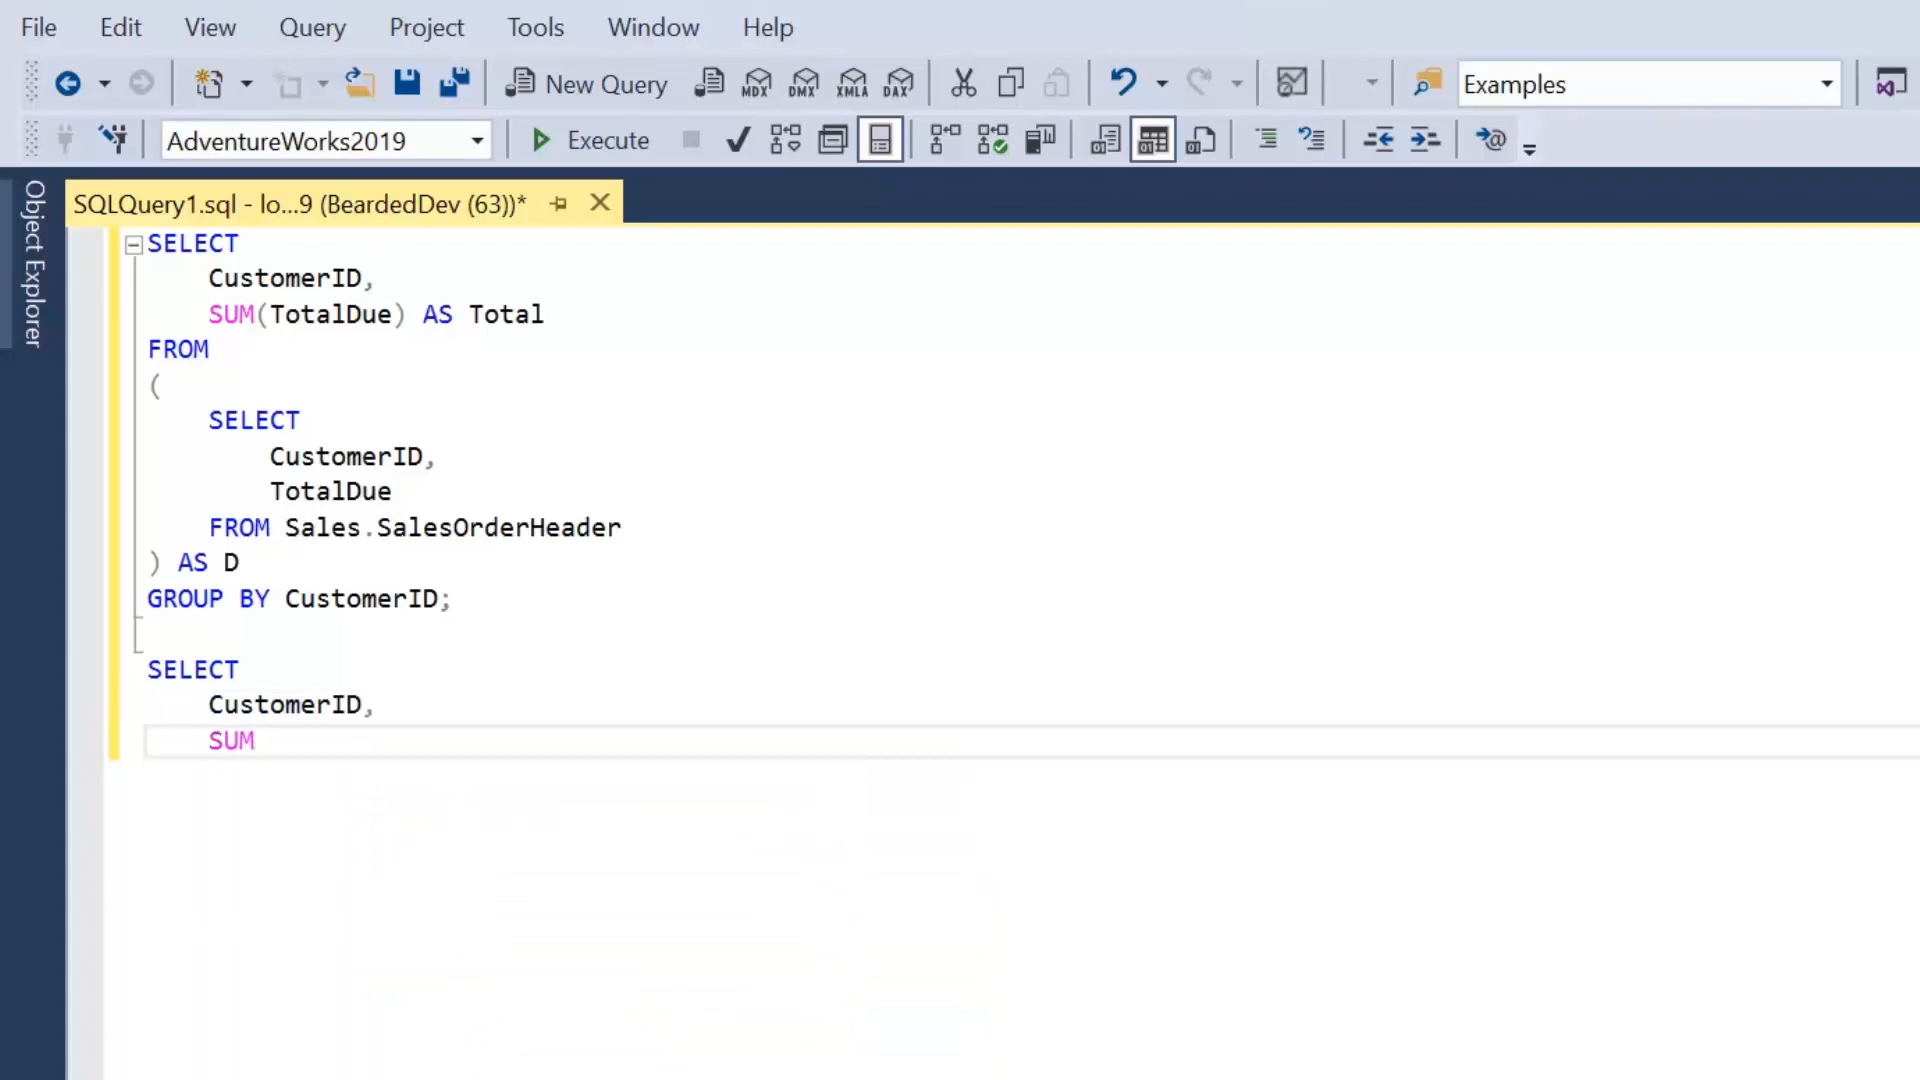 File Edit View Query Project Tools Window Help
New Query MDX DMX XMLA DAX Examples
AdventureWorks2019 Execute
Object Explorer
SQLQuery1.sql - lo...9 (BeardedDev (63))*
SELECT
CustomerID,
SUM(TotalDue) AS Total
FROM
(
SELECT
CustomerID,
TotalDue
FROM Sales.SalesOrderHeader
) AS D
GROUP BY CustomerID;
SELECT
CustomerID,
SUM